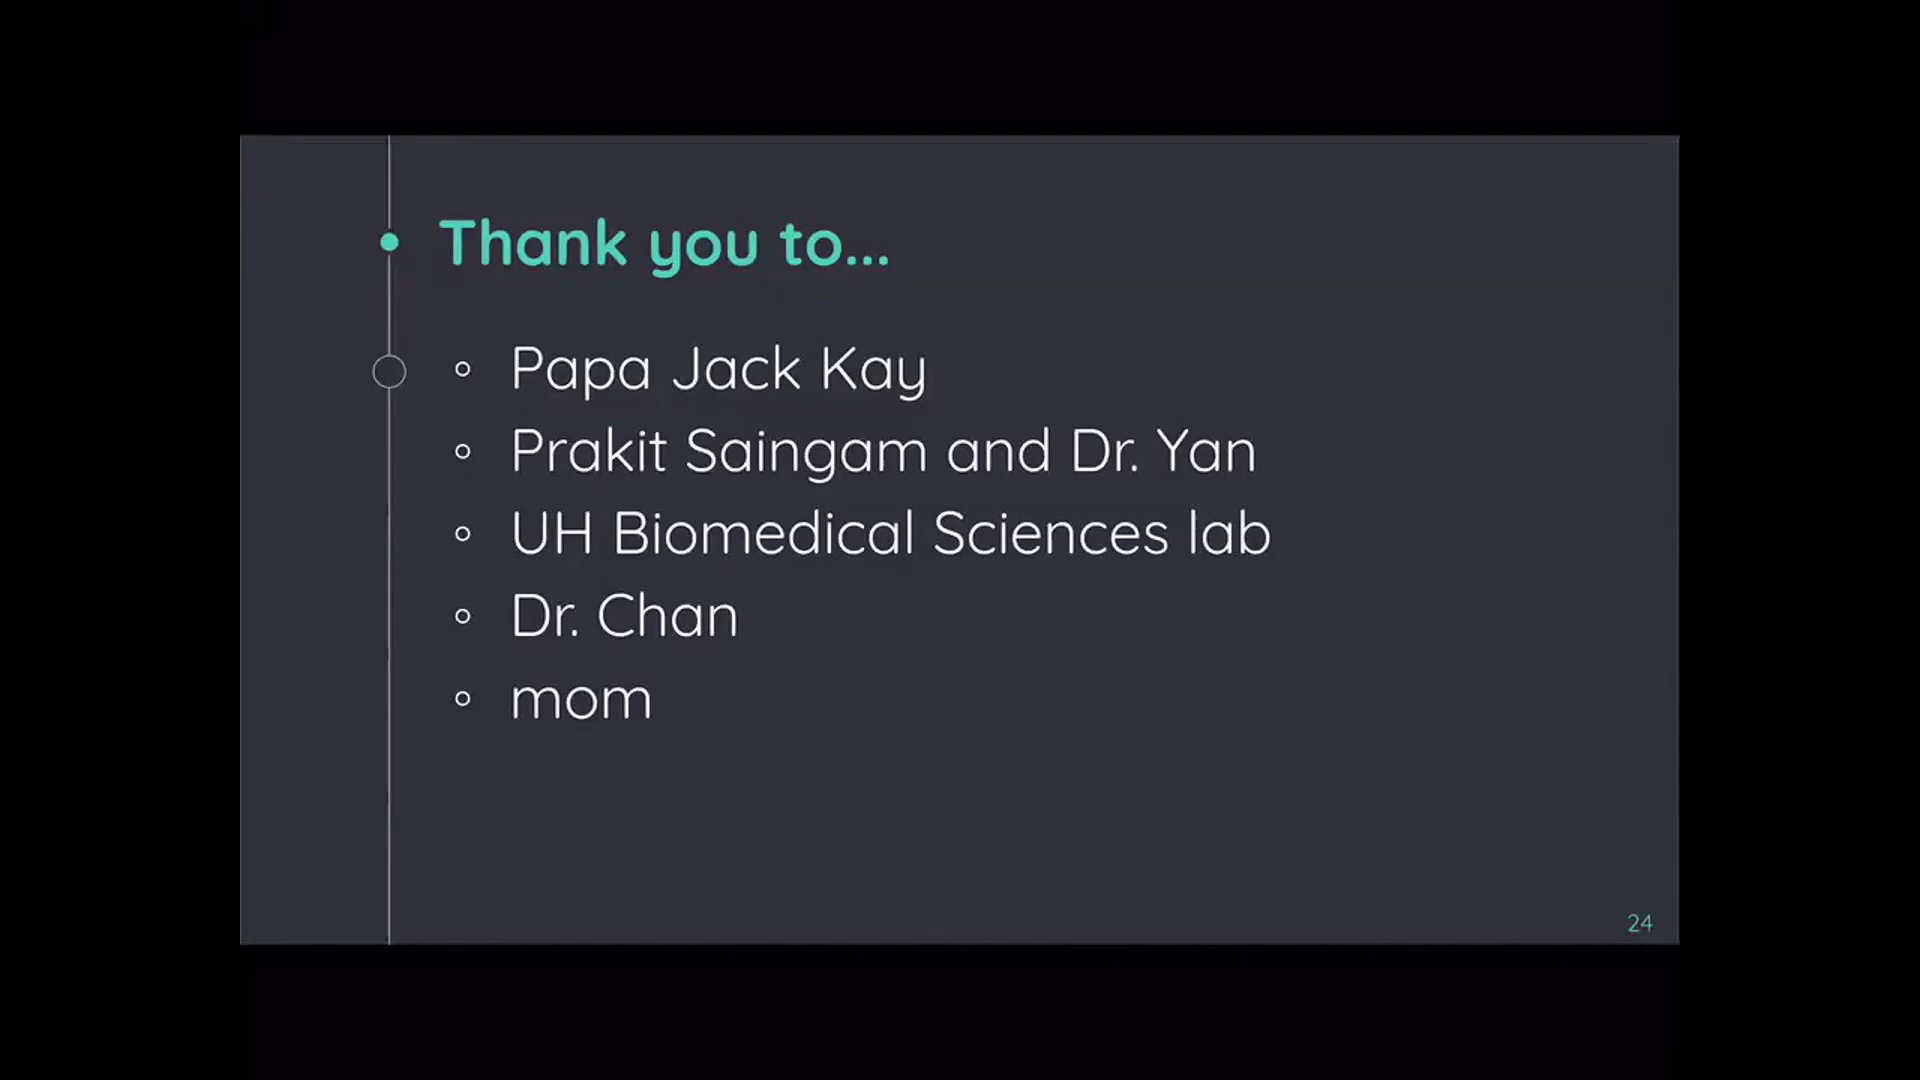 Thank you to...
Papa Jack Kay
Prakit Saingam and Dr. Yan
UH Biomedical Sciences lab
Dr. Chan
mom
24